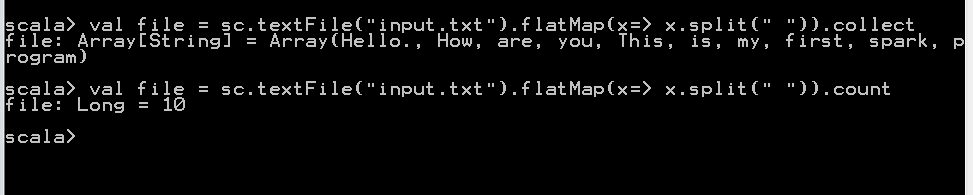 scala> val file = sc.textFile("input.txt").flatMap(x=> x.split(" ")).collect
file: Array[String] = Array(Hello., How, are, you, This, is, my, first, spark, p
rogram)
scala> val file = sc.textFile("input.txt").flatMap(x=> x.split(" ")).count
file: Long = 10
scala>